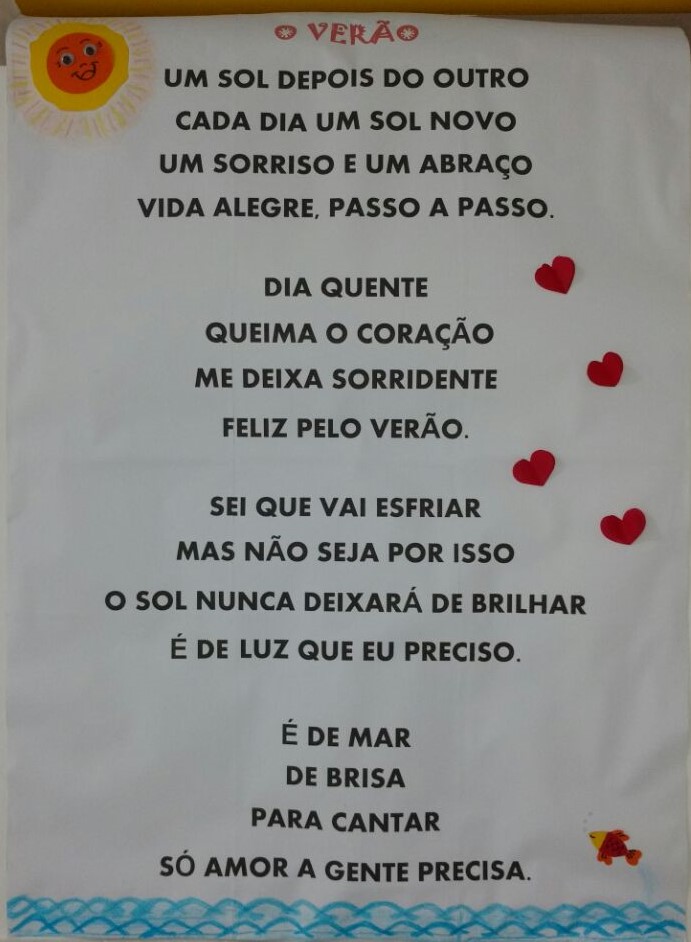 O VERÃO
UM SOL DEPOIS DO OUTRO
CADA DIA UM SOL NOVO
UM SORRISO E UM ABRAÇO
VIDA ALEGRE, PASSO A PASSO.
DIA QUENTE
QUEIMA O CORAÇÃO
ME DEIXA SORRIDENTE
FELIZ PELO VERÃO.
SEI QUE VAI ESFRIAR
MAS NÃO SEJA POR ISSO
O SOL NUNCA DEIXARÁ DE BRILHAR
É DE LUZ QUE EU PRECISO.
É DE MAR
DE BRISA
PARA CANTAR
SÓ AMOR A GENTE PRECISA.